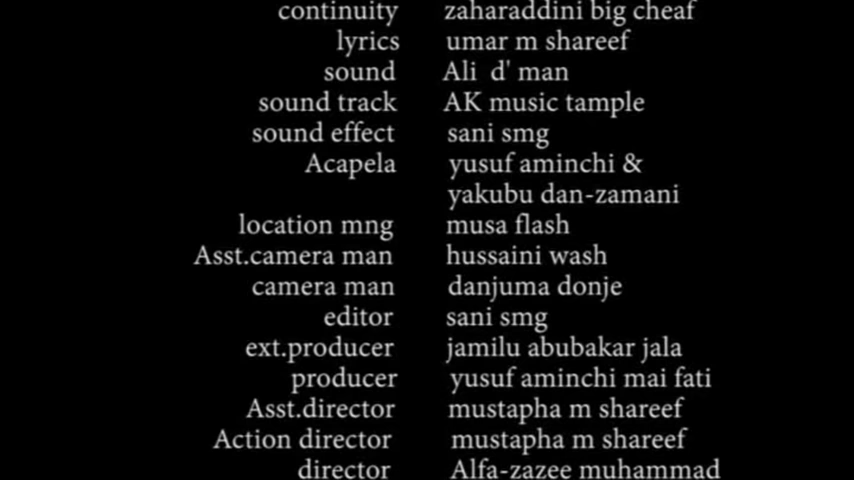 continuity zaharaddini big cheaf
lyrics umar m shareef
sound Ali d' man
sound track AK music tample
sound effect sani smg
Acapela yusuf aminchi &
yakubu dan-zamani
location mng musa flash
Asst.camera man hussaini wash
camera man danjuma donje
editor sani smg
ext.producer jamilu abubakar jala
producer yusuf aminchi mai fati
Asst.director mustapha m shareef
Action director mustapha m shareef
director Alfa-zazee muhammad